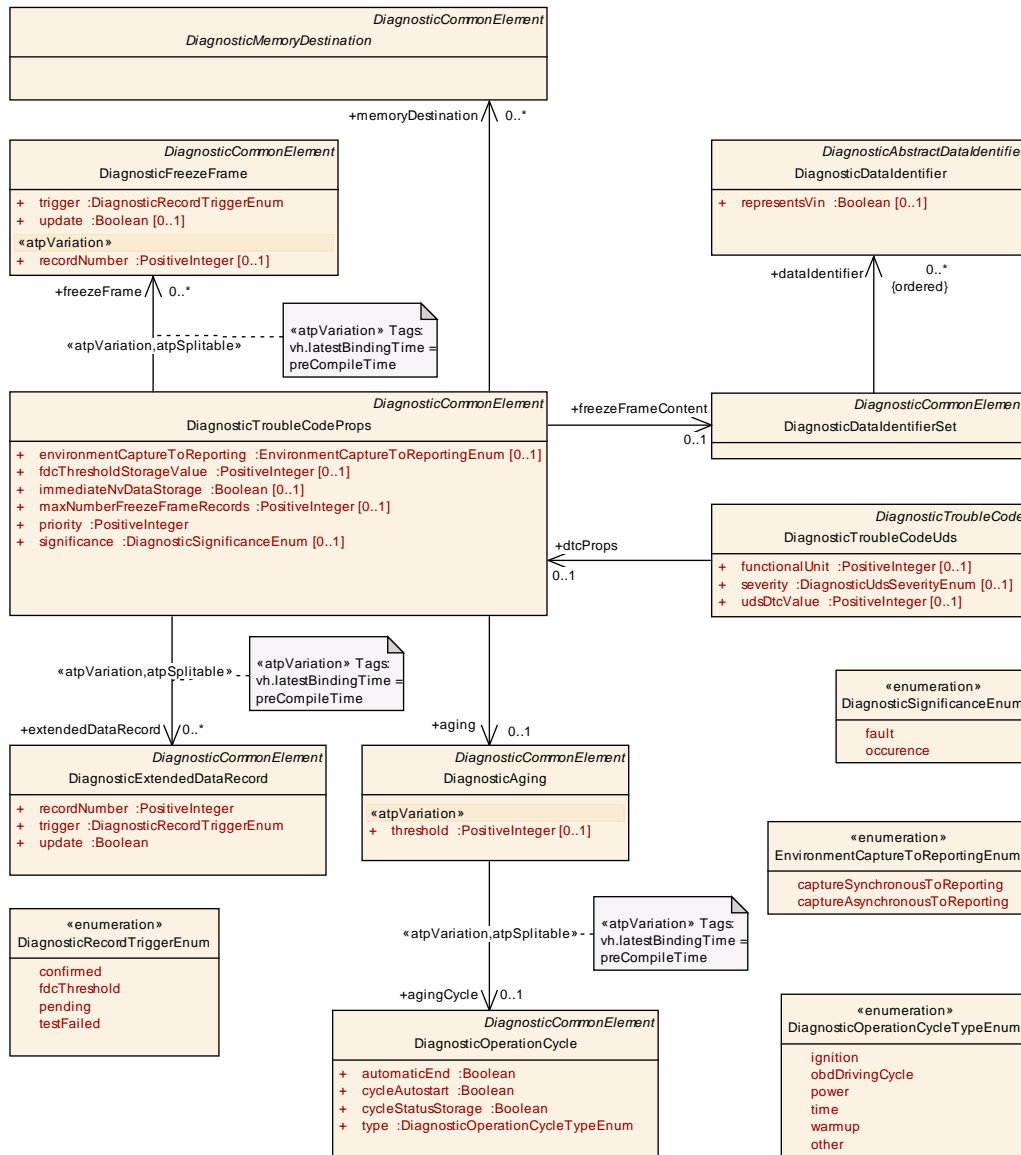 DiagnosticCommonElement
DiagnosticMemoryDestination
+memoryDestination 0..*
DiagnosticCommonElement
DiagnosticFreezeFrame
+ trigger :DiagnosticRecordTriggerEnum
+ update :Boolean [0..1]
«atpVariation»
+ recordNumber :PositiveInteger [0..1]
DiagnosticAbstractDataIdentifie
DiagnosticDataIdentifier
+ representsVin :Boolean [0..1]
+freezeFrame 0..*
+dataIdentifier 0..*
{ordered}
«atpVariation,atpSplitable»
«atpVariation» Tags:
vh.latestBindingTime =
preCompileTime
DiagnosticCommonElement
DiagnosticTroubleCodeProps
+ environmentCaptureToReporting :EnvironmentCaptureToReportingEnum [0..1]
+ fdcThresholdStorageValue :PositiveInteger [0..1]
+ immediateNvDataStorage :Boolean [0..1]
+ maxNumberFreezeFrameRecords :PositiveInteger [0..1]
+ priority :PositiveInteger
+ significance :DiagnosticSignificanceEnum [0..1]
+freezeFrameContent
0..1
DiagnosticCommonElemen
DiagnosticDataIdentifierSet
+dtcProps
0..1
DiagnosticTroubleCode
DiagnosticTroubleCodeUds
+ functionalUnit :PositiveInteger [0..1]
+ severity :DiagnosticUdsSeverityEnum [0..1]
+ udsDtcValue :PositiveInteger [0..1]
«atpVariation,atpSplitable»
«atpVariation» Tags:
vh.latestBindingTime =
preCompileTime
+extendedDataRecord 0..*
+aging 0..1
«enumeration»
DiagnosticSignificanceEnum
fault
occurence
DiagnosticCommonElement
DiagnosticExtendedDataRecord
+ recordNumber :PositiveInteger
+ trigger :DiagnosticRecordTriggerEnum
+ update :Boolean
DiagnosticCommonElement
DiagnosticAging
«atpVariation»
+ threshold :PositiveInteger [0..1]
«enumeration»
EnvironmentCaptureToReportingEnum
captureSynchronousToReporting
captureAsynchronousToReporting
«enumeration»
DiagnosticRecordTriggerEnum
confirmed
fdcThreshold
pending
testFailed
«atpVariation,atpSplitable»
«atpVariation» Tags:
vh.latestBindingTime =
preCompileTime
+agingCycle 0..1
DiagnosticCommonElement
DiagnosticOperationCycle
+ automaticEnd :Boolean
+ cycleAutostart :Boolean
+ cycleStatusStorage :Boolean
+ type :DiagnosticOperationCycleTypeEnum
«enumeration»
DiagnosticOperationCycleTypeEnum
ignition
obdDrivingCycle
power
time
warmup
other